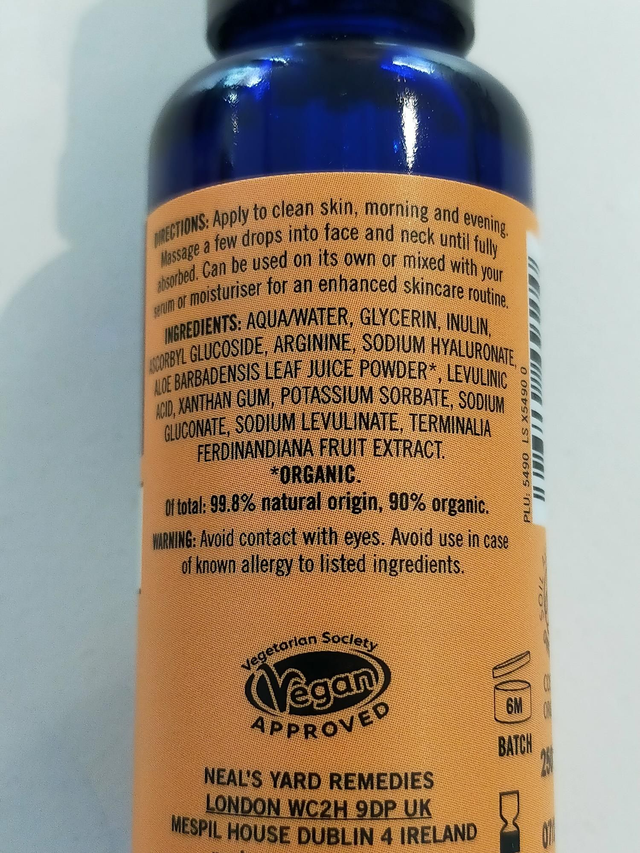 DIRECTIONS: Apply to clean skin, morning and evening.
Massage a few drops into face and neck until fully
absorbed. Can be used on its own or mixed with your
serum or moisturiser for an enhanced skincare routine.
INGREDIENTS: AQUA/WATER, GLYCERIN, INULIN,
ASCORBYL GLUCOSIDE, ARGININE, SODIUM HYALURONATE,
ALOE BARBADENSIS LEAF JUICE POWDER*, LEVULINIC
ACID, XANTHAN GUM, POTASSIUM SORBATE, SODIUM
GLUCONATE, SODIUM LEVULINATE, TERMINALIA
FERDINANDIANA FRUIT EXTRACT.
*ORGANIC.
Of total: 99.8% natural origin, 90% organic.
WARNING: Avoid contact with eyes. Avoid use in case
of known allergy to listed ingredients.
Vegetarian Society
Vegan
APPROVED
NEAL'S YARD REMEDIES
LONDON WC2H 9DP UK
MESPIL HOUSE DUBLIN 4 IRELAND
PLU: 5490 LS X5490 0
SOIL
6M
BATCH